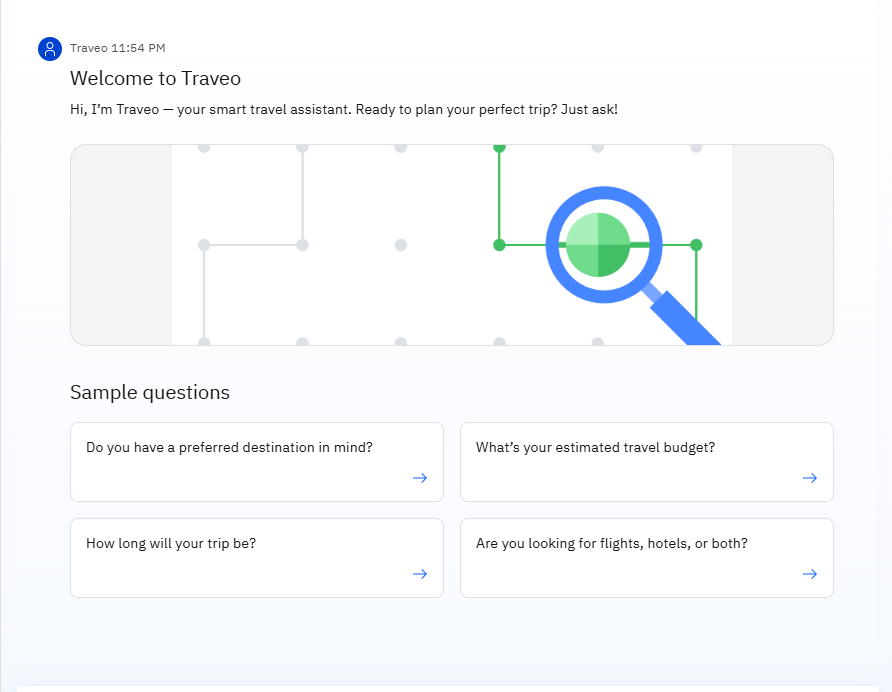 Traveo 11:54 PM
Welcome to Traveo
Hi, I’m Traveo — your smart travel assistant. Ready to plan your perfect trip? Just ask!
Sample questions
Do you have a preferred destination in mind?
What’s your estimated travel budget?
How long will your trip be?
Are you looking for flights, hotels, or both?